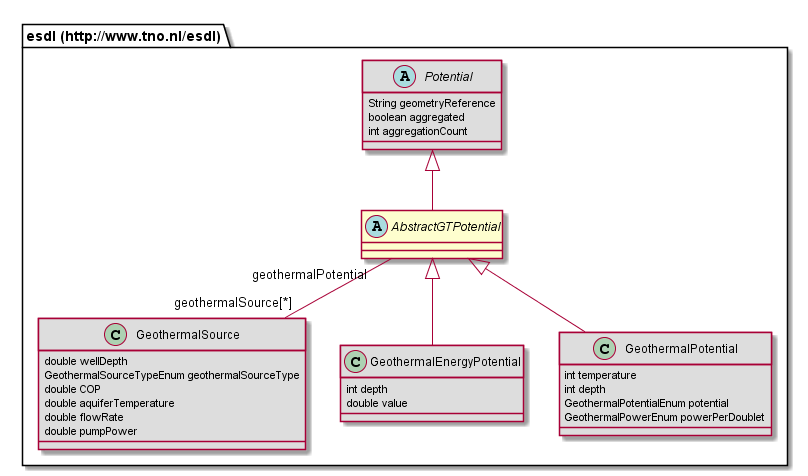 esdl (http://www.tno.nl/esdl)
A Potential
String geometryReference
boolean aggregated
int aggregationCount
A AbstractGTPotential
geothermalPotential
geothermalSource[*]
C GeothermalSource
double wellDepth
GeothermalSourceTypeEnum geothermalSourceType
double COP
double aquiferTemperature
double flowRate
double pumpPower
C GeothermalEnergyPotential
int depth
double value
C GeothermalPotential
int temperature
int depth
GeothermalPotentialEnum potential
GeothermalPowerEnum powerPerDoublet